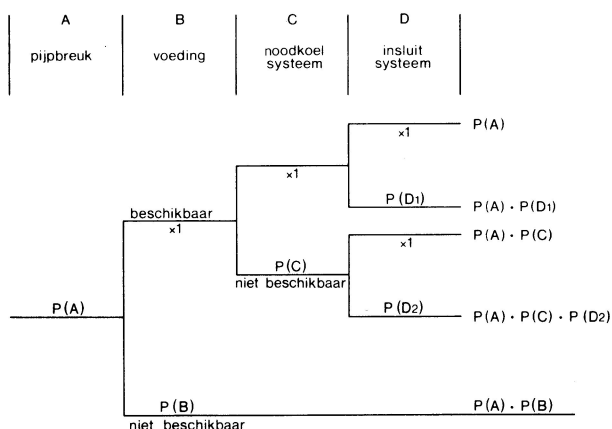 A B C D
pijpbreuk voeding noodkoel systeem insluit systeem
×1 P(A)
×1
P(D1) P(A) • P(D1)
beschikbaar
×1
×1 P(A) • P(C)
P(C)
niet beschikbaar
P(A)
P(D2) P(A) • P(C) • P(D2)
P(B) P(A) • P(B)
niet beschikbaar